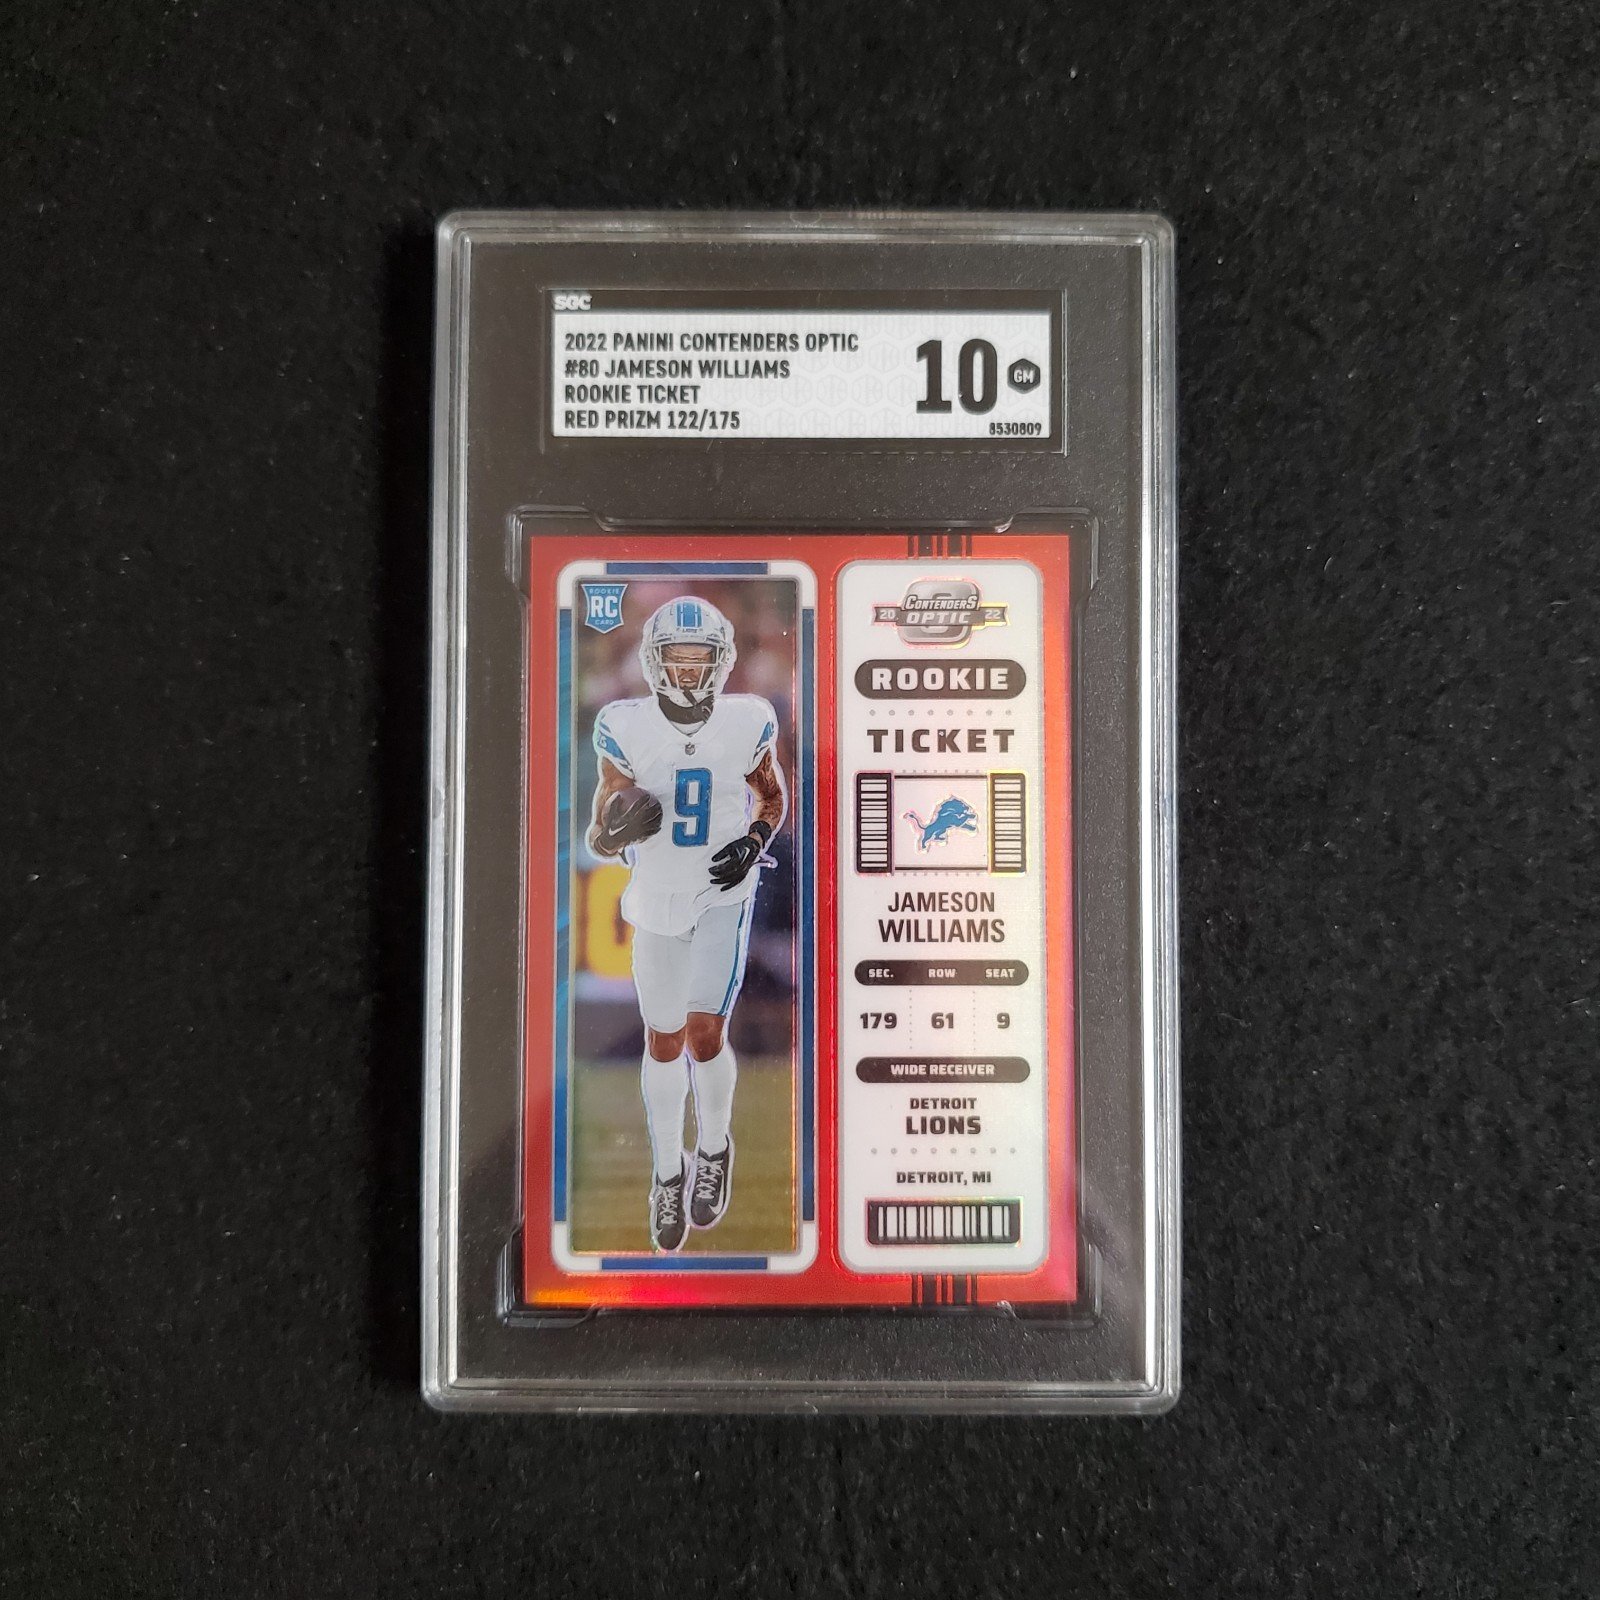 SGC
2022 PANINI CONTENDERS OPTIC
#80 JAMESON WILLIAMS
ROOKIE TICKET
RED PRIZM 122/175
10
GM
8530809
ROOKIE
RC
CARD
LIONS
9
CONTENDERS
20 OPTIC 22
ROOKIE
TICKET
JAMESON
WILLIAMS
SEC. ROW SEAT
179 61 9
WIDE RECEIVER
DETROIT
LIONS
DETROIT, MI